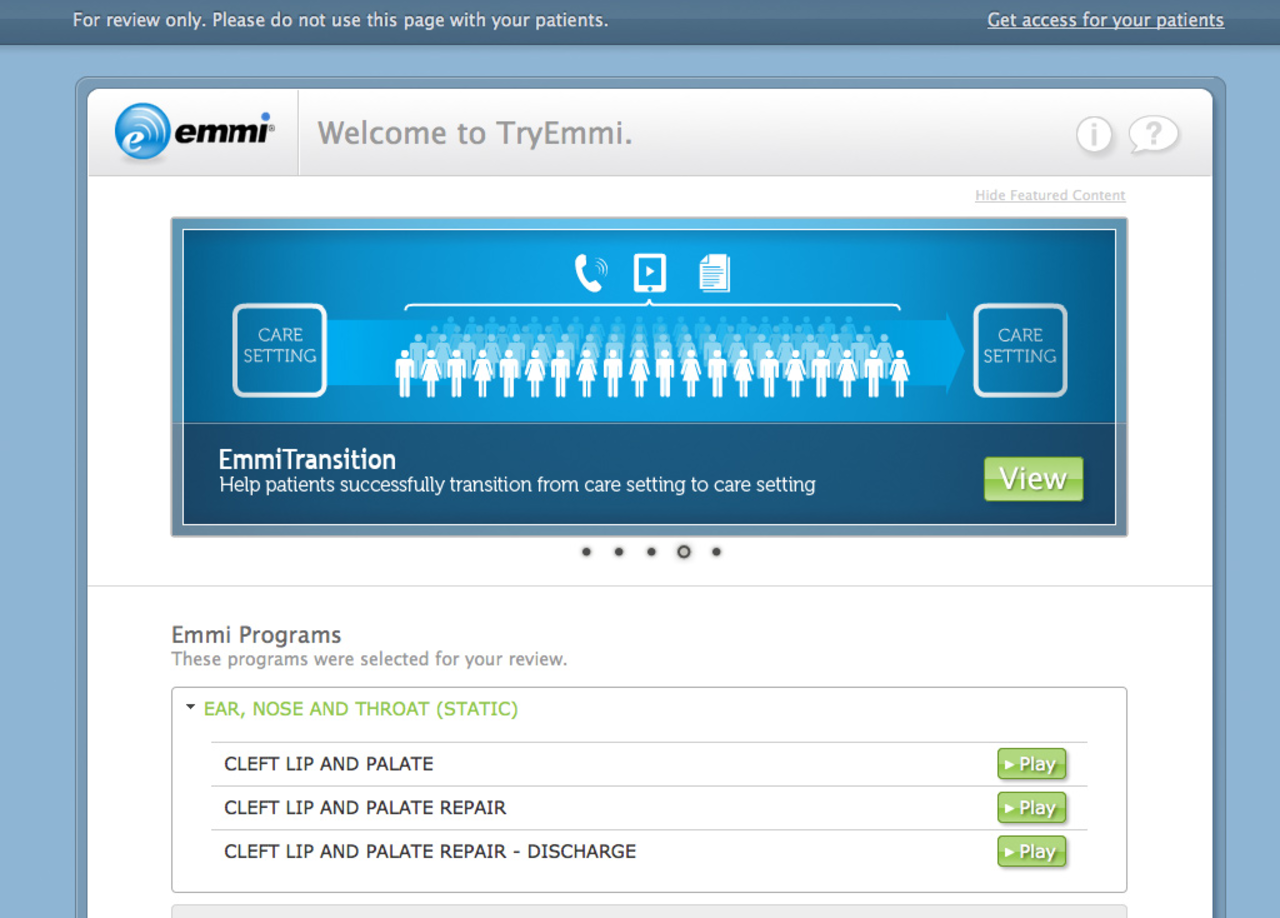 For review only. Please do not use this page with your patients.
Get access for your patients
emmi®
Welcome to TryEmmi.
i
?
Hide Featured Content
CARE
SETTING
CARE
SETTING
EmmiTransition
Help patients successfully transition from care setting to care setting
View
Emmi Programs
These programs were selected for your review.
EAR, NOSE AND THROAT (STATIC)
CLEFT LIP AND PALATE
Play
CLEFT LIP AND PALATE REPAIR
Play
CLEFT LIP AND PALATE REPAIR - DISCHARGE
Play